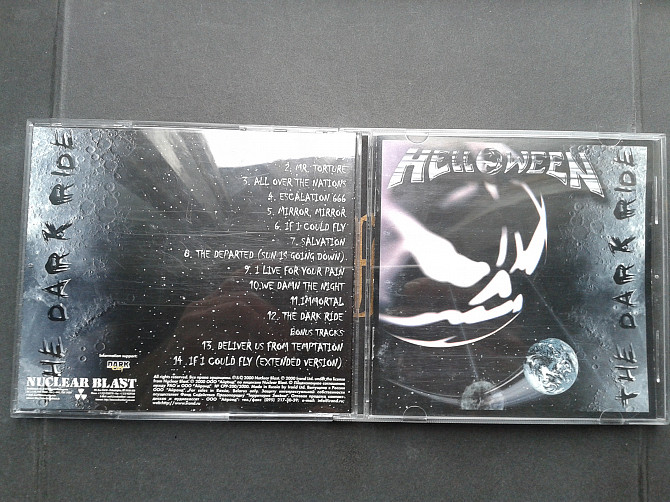 THE DARK RIDE
2. MR. TORTURE
3. ALL OVER THE NATIONS
4. ESCALATION 666
5. MIRROR, MIRROR
6. IF I COULD FLY
7. SALVATION
8. THE DEPARTED (SUN IS GOING DOWN)
9. I LIVE FOR YOUR PAIN
10.WE DAMN THE NIGHT
11.IMMORTAL
12. THE DARK RIDE
BONUS TRACKS
13. DELIVER US FROM TEMPTATION
14. IF I COULD FLY (EXTENDED VERSION)
Information support:
DARK
NUCLEAR BLAST
HELLOWEEN
THE DARK RIDE